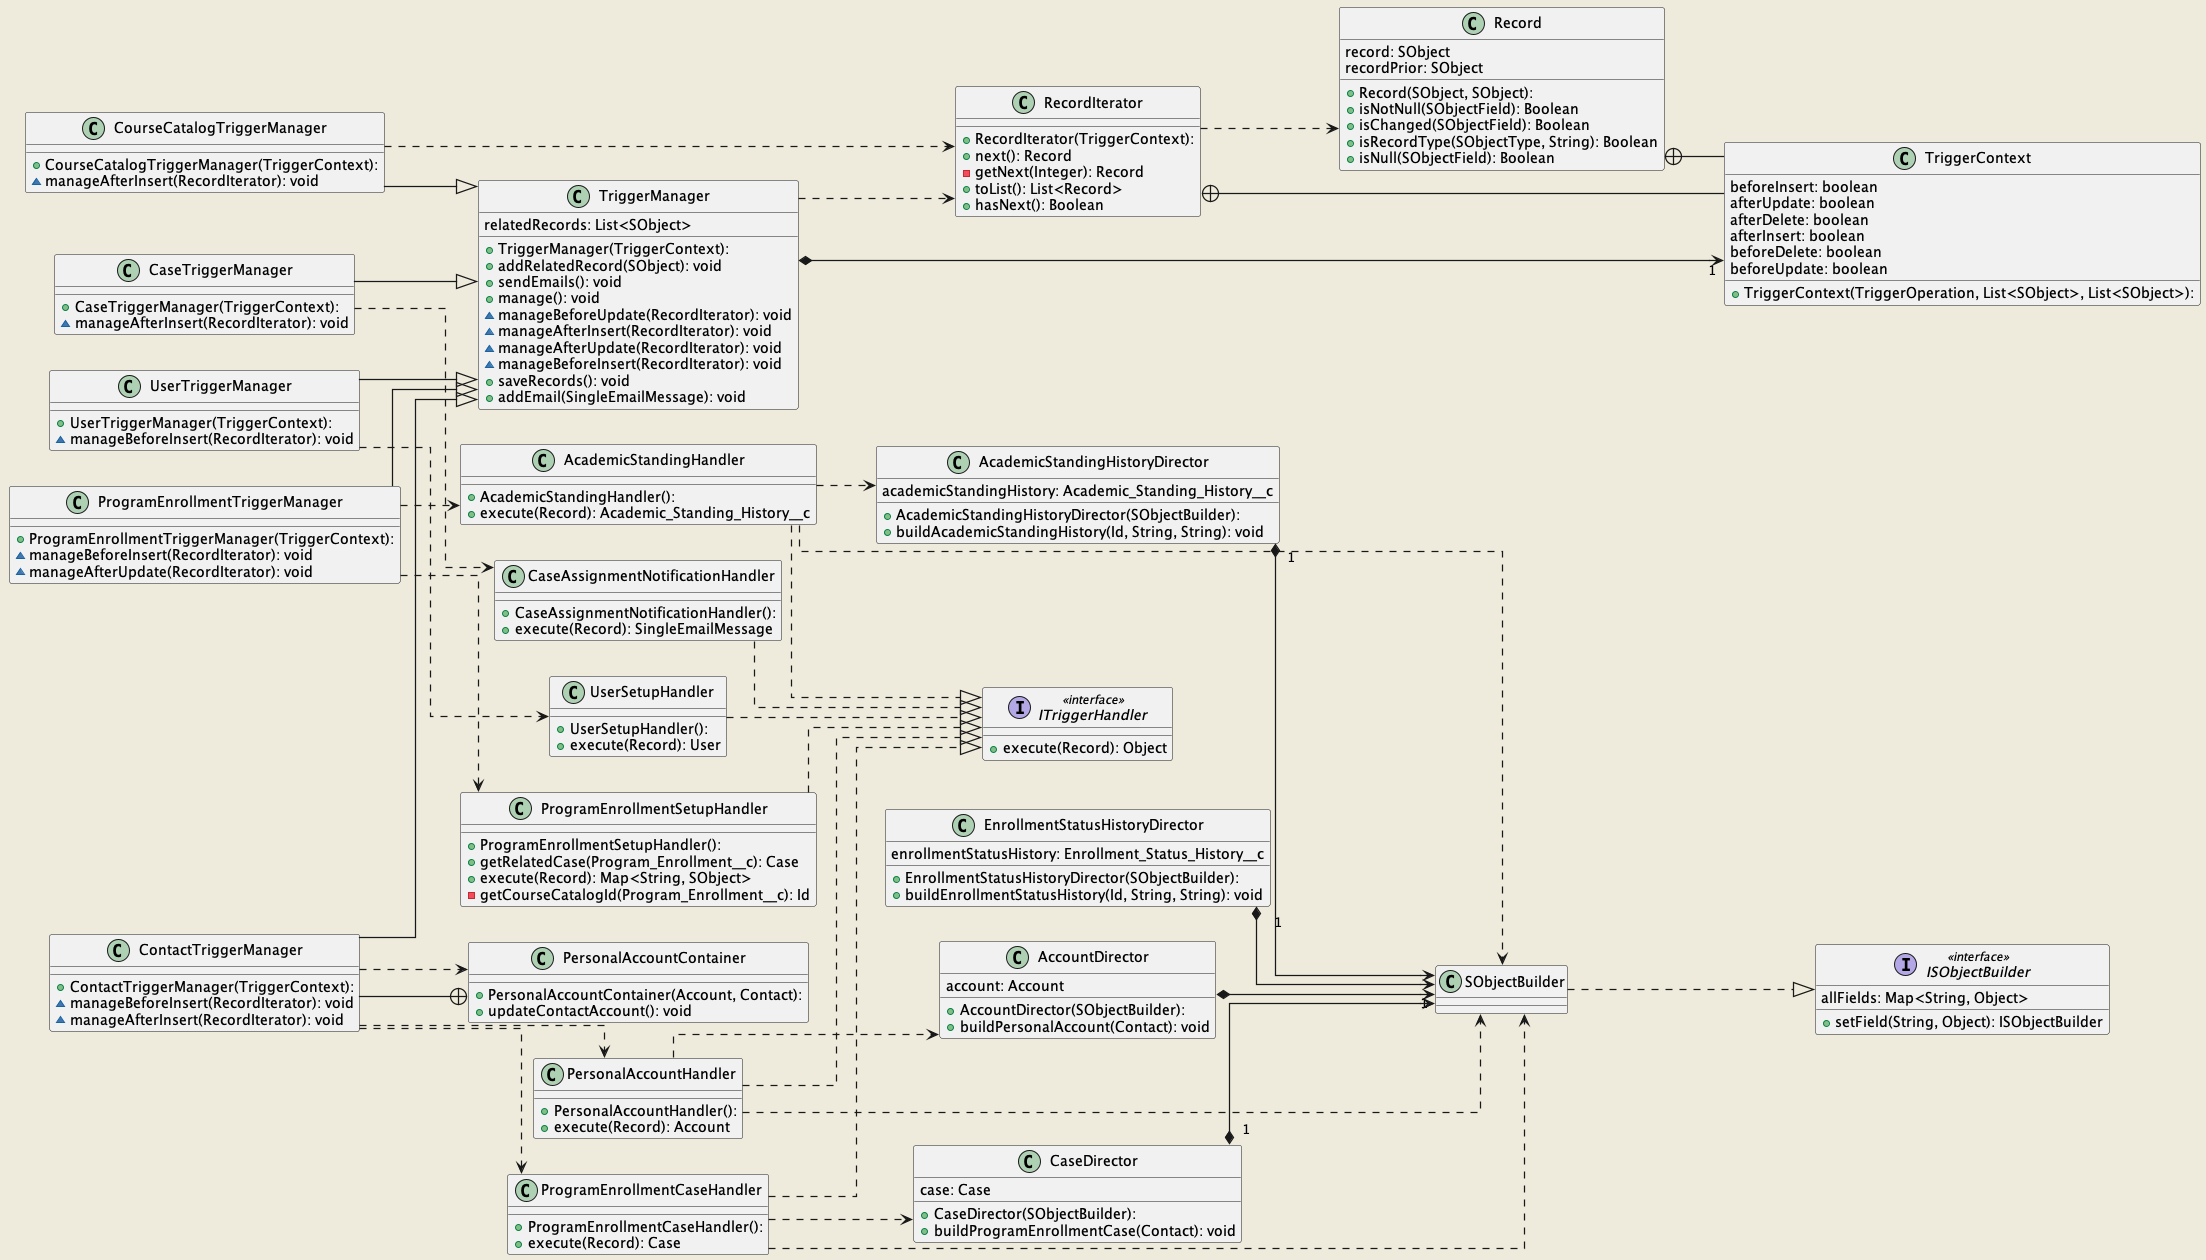 C Record
record: SObject
recordPrior: SObject
Record(SObject, SObject):
isNotNull(SObjectField): Boolean
isChanged(SObjectField): Boolean
isRecordType(SObjectType, String): Boolean
isNull(SObjectField): Boolean
C RecordIterator
RecordIterator(TriggerContext):
next(): Record
getNext(Integer): Record
toList(): List<Record>
hasNext(): Boolean
C CourseCatalogTriggerManager
CourseCatalogTriggerManager(TriggerContext):
manageAfterInsert(RecordIterator): void
C TriggerContext
beforeInsert: boolean
afterUpdate: boolean
afterDelete: boolean
afterInsert: boolean
beforeDelete: boolean
beforeUpdate: boolean
TriggerContext(TriggerOperation, List<SObject>, List<SObject>):
C TriggerManager
relatedRecords: List<SObject>
TriggerManager(TriggerContext):
addRelatedRecord(SObject): void
sendEmails(): void
manage(): void
manageBeforeUpdate(RecordIterator): void
manageAfterInsert(RecordIterator): void
manageAfterUpdate(RecordIterator): void
manageBeforeInsert(RecordIterator): void
saveRecords(): void
addEmail(SingleEmailMessage): void
1
C CaseTriggerManager
CaseTriggerManager(TriggerContext):
manageAfterInsert(RecordIterator): void
C UserTriggerManager
UserTriggerManager(TriggerContext):
manageBeforeInsert(RecordIterator): void
C AcademicStandingHandler
AcademicStandingHandler():
execute(Record): Academic_Standing_History__c
C AcademicStandingHistoryDirector
academicStandingHistory: Academic_Standing_History__c
AcademicStandingHistoryDirector(SObjectBuilder):
buildAcademicStandingHistory(Id, String, String): void
1
C ProgramEnrollmentTriggerManager
ProgramEnrollmentTriggerManager(TriggerContext):
manageBeforeInsert(RecordIterator): void
manageAfterUpdate(RecordIterator): void
C CaseAssignmentNotificationHandler
CaseAssignmentNotificationHandler():
execute(Record): SingleEmailMessage
C UserSetupHandler
UserSetupHandler():
execute(Record): User
I «interface»
ITriggerHandler
execute(Record): Object
C ProgramEnrollmentSetupHandler
ProgramEnrollmentSetupHandler():
getRelatedCase(Program_Enrollment__c): Case
execute(Record): Map<String, SObject>
getCourseCatalogId(Program_Enrollment__c): Id
C EnrollmentStatusHistoryDirector
enrollmentStatusHistory: Enrollment_Status_History__c
EnrollmentStatusHistoryDirector(SObjectBuilder):
buildEnrollmentStatusHistory(Id, String, String): void
1
C ContactTriggerManager
ContactTriggerManager(TriggerContext):
manageBeforeInsert(RecordIterator): void
manageAfterInsert(RecordIterator): void
C PersonalAccountContainer
PersonalAccountContainer(Account, Contact):
updateContactAccount(): void
C AccountDirector
account: Account
AccountDirector(SObjectBuilder):
buildPersonalAccount(Contact): void
C SObjectBuilder
I «interface»
ISObjectBuilder
allFields: Map<String, Object>
setField(String, Object): ISObjectBuilder
C PersonalAccountHandler
PersonalAccountHandler():
execute(Record): Account
1
C CaseDirector
case: Case
CaseDirector(SObjectBuilder):
buildProgramEnrollmentCase(Contact): void
C ProgramEnrollmentCaseHandler
ProgramEnrollmentCaseHandler():
execute(Record): Case